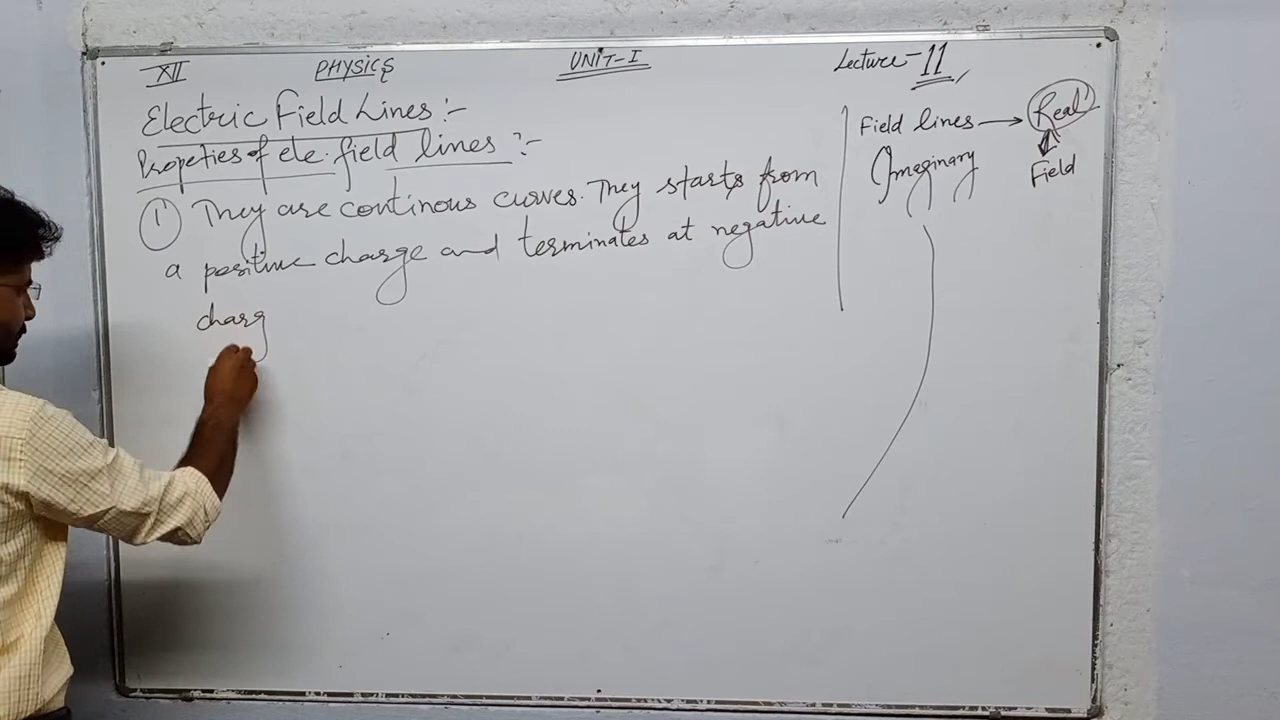 XII PHYSICS UNIT-I Lecture-11
Electric Field Lines:-
Propeties of ele. field lines:-
① They are continous curves. They starts from
a positive charge and terminates at negative
charg
Field lines → Real
Imaginary
Field